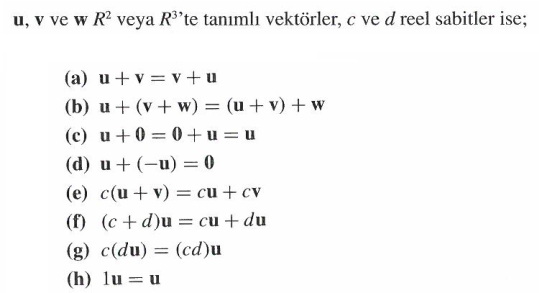 u, v ve w R² veya R³'te tanımlı vektörler, c ve d reel sabitler ise;
(a) u + v = v + u
(b) u + (v + w) = (u + v) + w
(c) u + 0 = 0 + u = u
(d) u + (−u) = 0
(e) c(u + v) = cu + cv
(f) (c + d)u = cu + du
(g) c(du) = (cd)u
(h) 1u = u